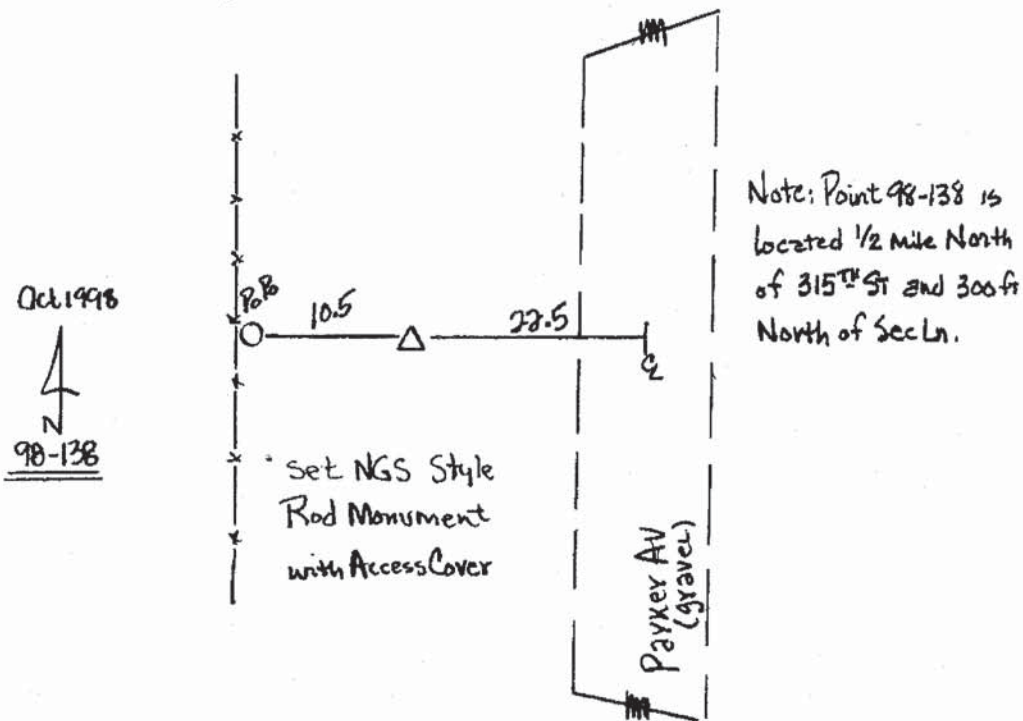 Oct 1998
N
98-138
PoPo
10.5
22.5
℄
Set NGS Style
Rod Monument
with Access Cover
Parker AV
(gravel)
Note: Point 98-138 is
located 1/2 mile North
of 315TH ST and 300 ft
North of Sec Ln.